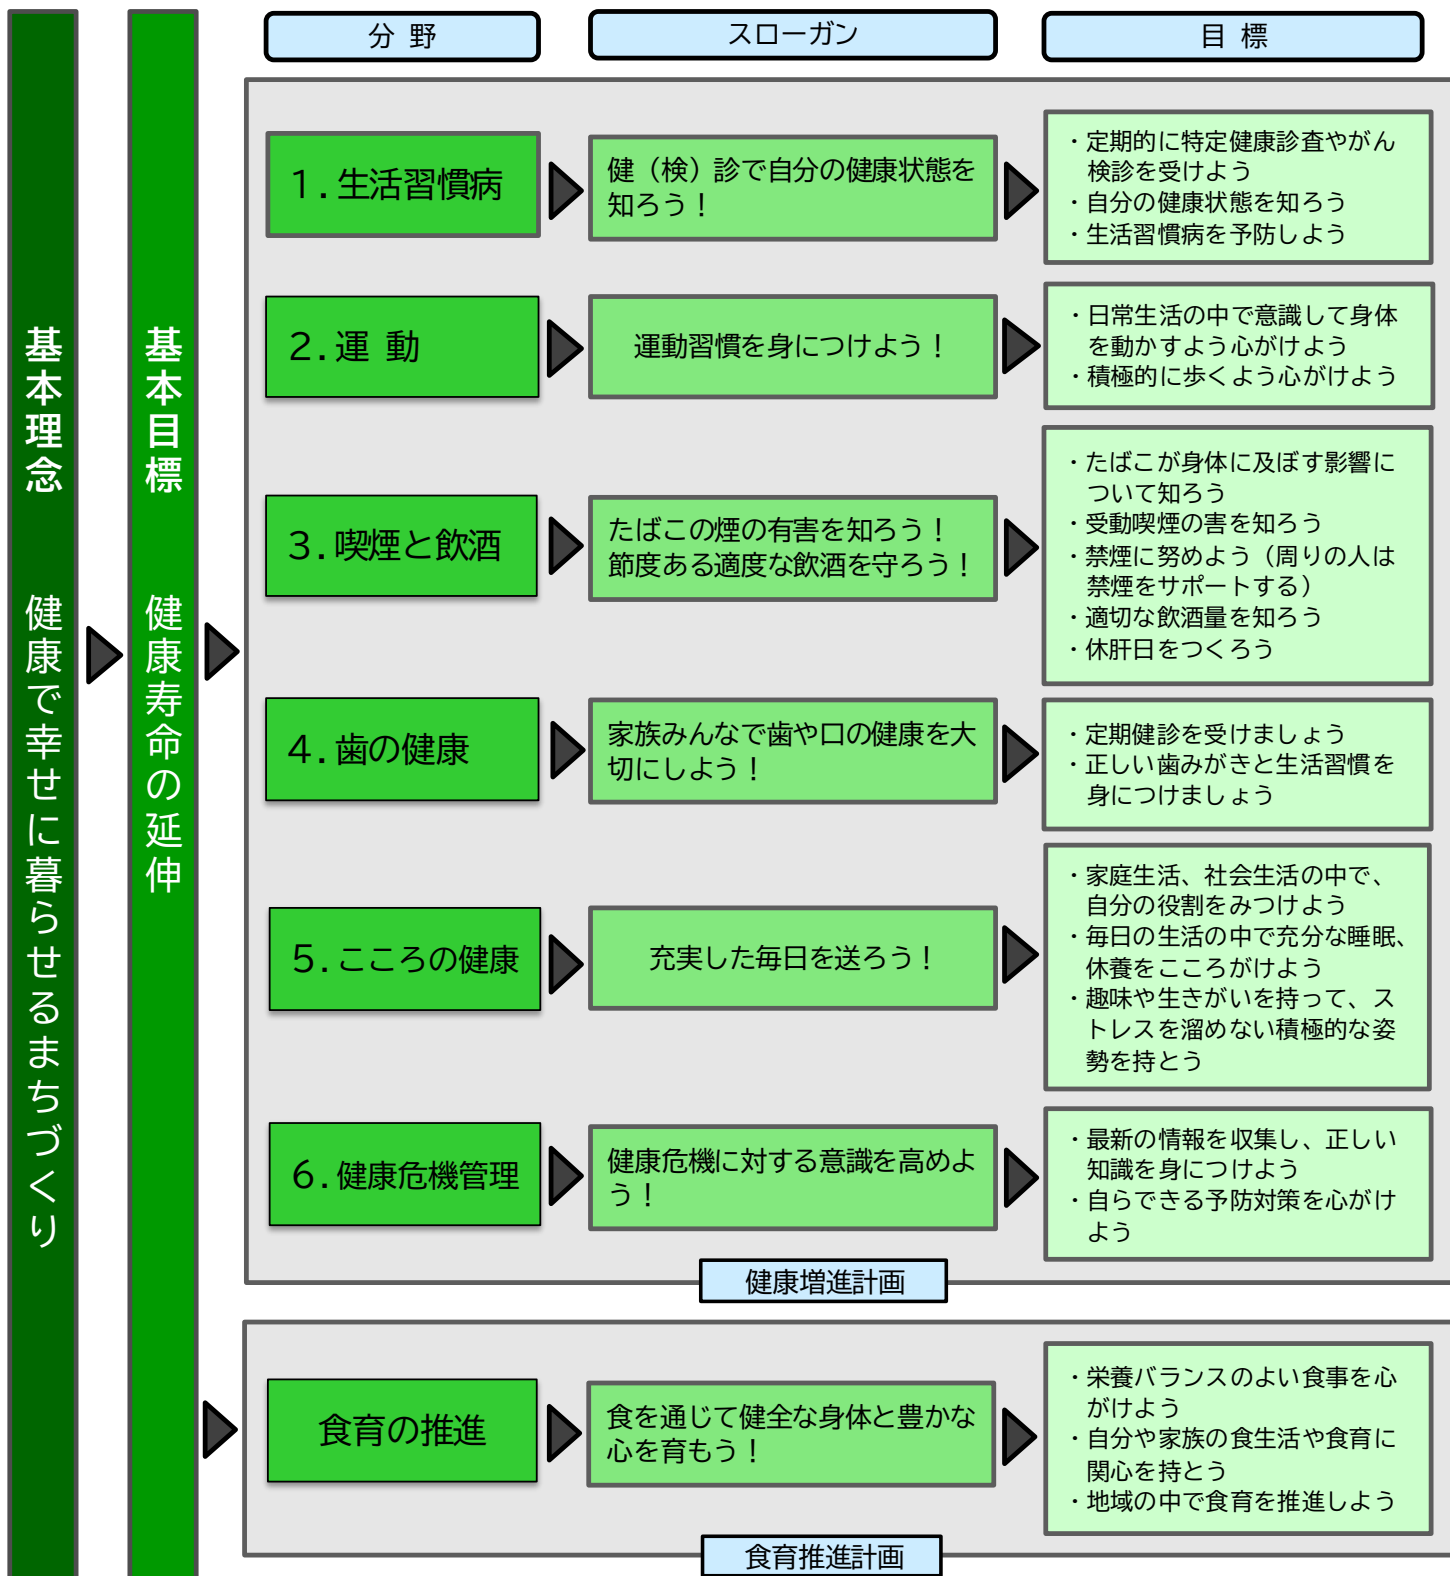 分 野
スローガン
目 標
基本理念 健康で幸せに暮らせるまちづくり
基本目標 健康寿命の延伸
1.生活習慣病
健（検）診で自分の健康状態を
知ろう！
・定期的に特定健康診査やがん
検診を受けよう
・自分の健康状態を知ろう
・生活習慣病を予防しよう
2.運 動
運動習慣を身につけよう！
・日常生活の中で意識して身体
を動かすよう心がけよう
・積極的に歩くよう心がけよう
3.喫煙と飲酒
たばこの煙の有害を知ろう！
節度ある適度な飲酒を守ろう！
・たばこが身体に及ぼす影響に
ついて知ろう
・受動喫煙の害を知ろう
・禁煙に努めよう（周りの人は
禁煙をサポートする）
・適切な飲酒量を知ろう
・休肝日をつくろう
4.歯の健康
家族みんなで歯や口の健康を大
切にしよう！
・定期健診を受けましょう
・正しい歯みがきと生活習慣を
身につけましょう
5.こころの健康
充実した毎日を送ろう！
・家庭生活、社会生活の中で、
自分の役割をみつけよう
・毎日の生活の中で充分な睡眠、
休養をこころがけよう
・趣味や生きがいを持って、ス
トレスを溜めない積極的な姿
勢を持とう
6.健康危機管理
健康危機に対する意識を高めよ
う！
・最新の情報を収集し、正しい
知識を身につけよう
・自らできる予防対策を心がけ
よう
健康増進計画
食育の推進
食を通じて健全な身体と豊かな
心を育もう！
・栄養バランスのよい食事を心
がけよう
・自分や家族の食生活や食育に
関心を持とう
・地域の中で食育を推進しよう
食育推進計画